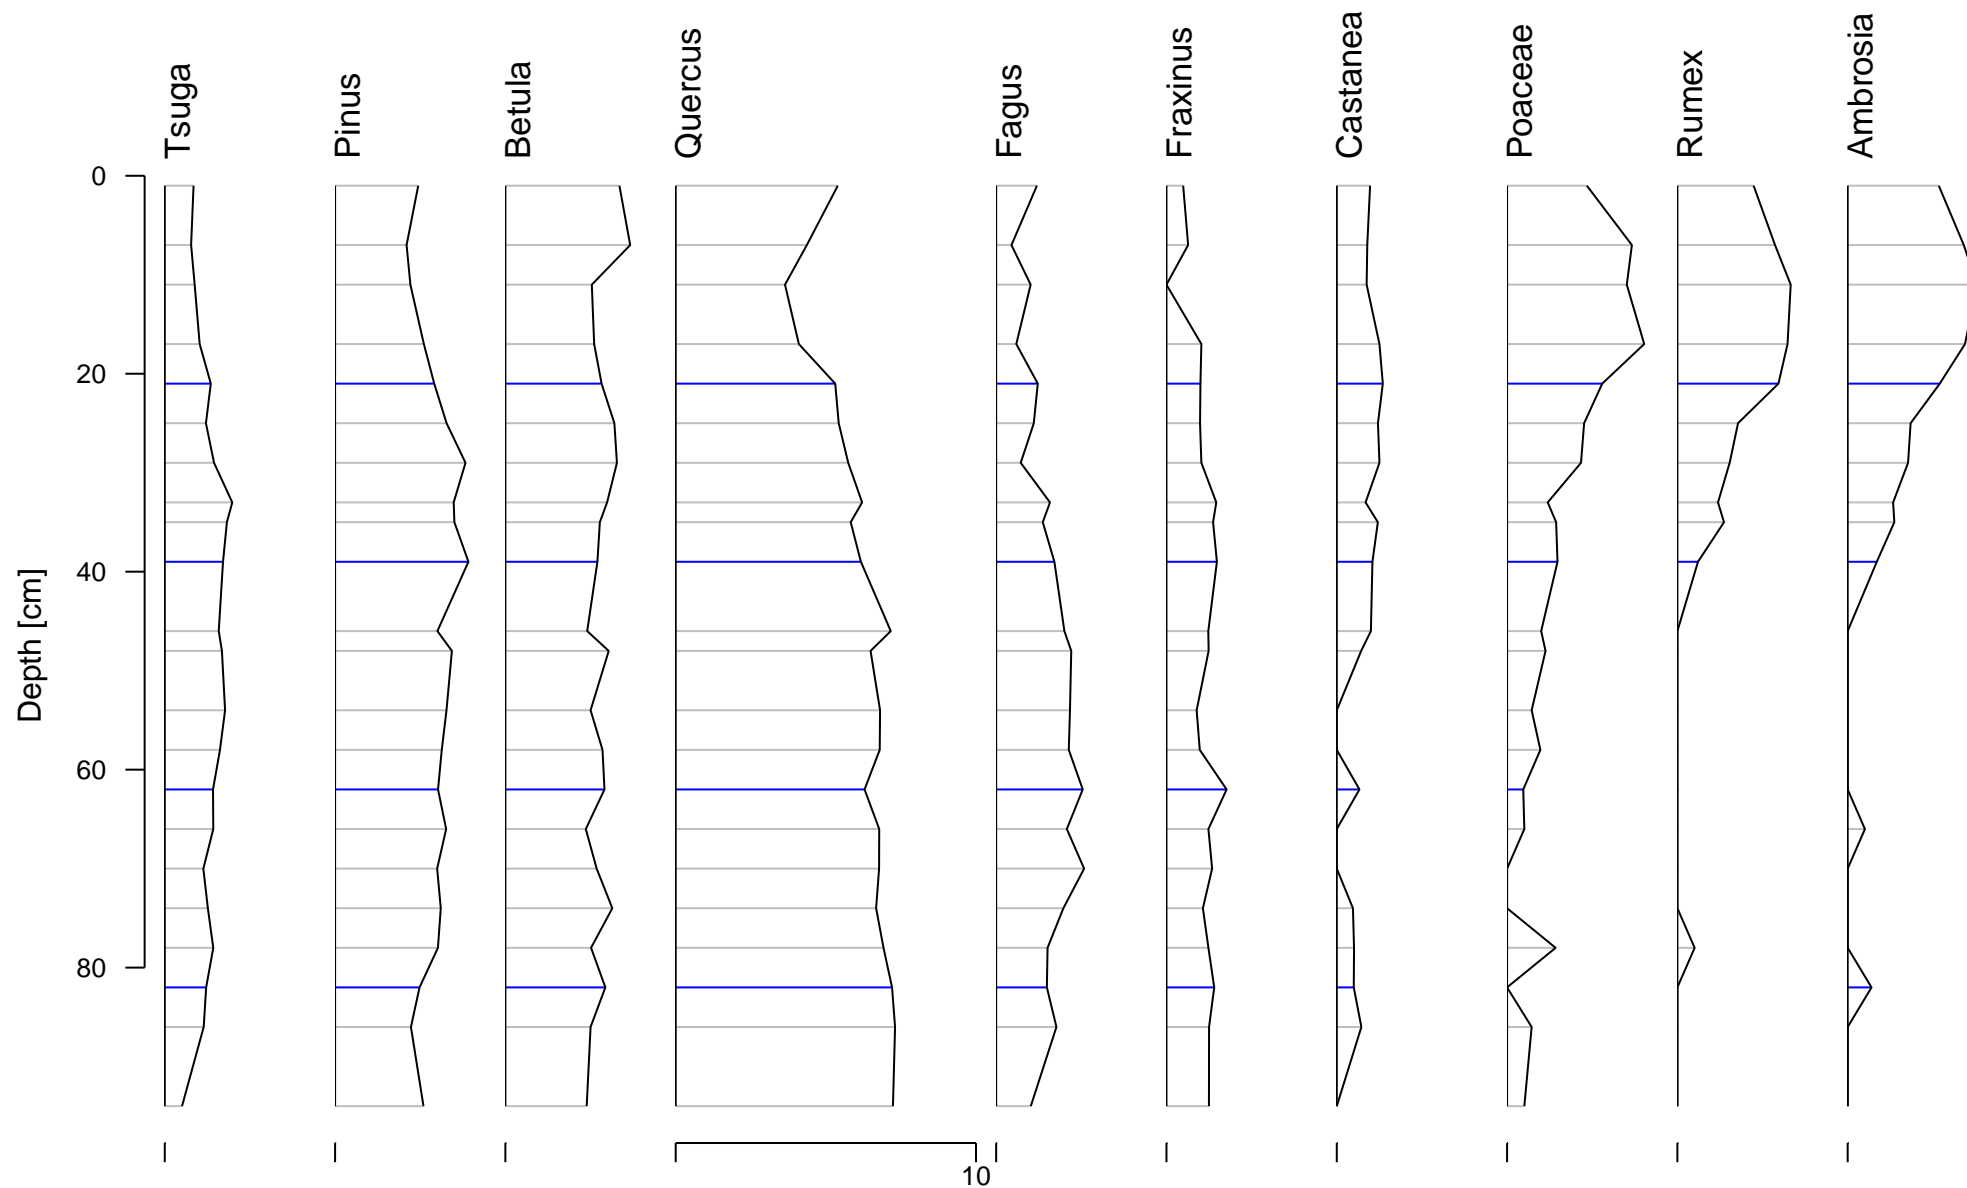 Tsuga
Pinus
Betula
Quercus
Fagus
Fraxinus
Castanea
Poaceae
Rumex
Ambrosia
0
20
40
60
80
Depth [cm]
10